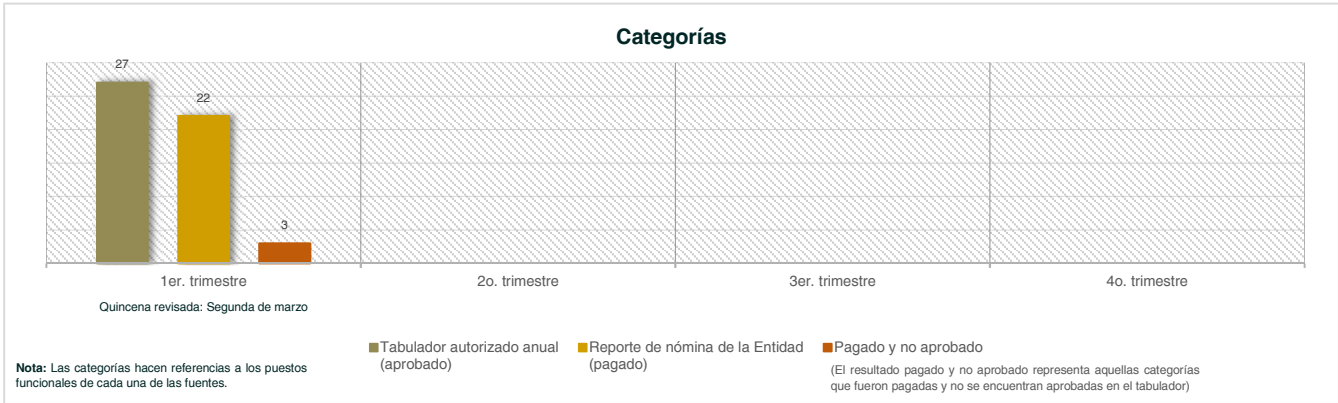 Categorías
27
22
3
1er. trimestre
2o. trimestre
3er. trimestre
4o. trimestre
Quincena revisada: Segunda de marzo
Tabulador autorizado anual
(aprobado)
Reporte de nómina de la Entidad
(pagado)
Pagado y no aprobado
(El resultado pagado y no aprobado representa aquellas categorías
que fueron pagadas y no se encuentran aprobadas en el tabulador)
Nota: Las categorías hacen referencias a los puestos
funcionales de cada una de las fuentes.